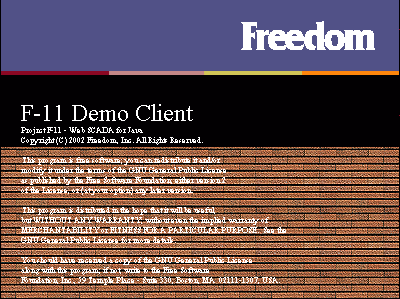 Freedom
F-11 Demo Client
Project F-11 - Web SCADA for Java
Copyright (C) 2002 Freedom, Inc. All Rights Reserved.
This program is free software; you can redistribute it and/or
modify it under the terms of the GNU General Public License
as published by the Free Software Foundation; either version 2
of the License, or (at your option) any later version.
This program is distributed in the hope that it will be useful,
but WITHOUT ANY WARRANTY; without even the implied warranty of
MERCHANTABILITY or FITNESS FOR A PARTICULAR PURPOSE. See the
GNU General Public License for more details.
You should have received a copy of the GNU General Public License
along with this program; if not, write to the Free Software
Foundation, Inc., 59 Temple Place - Suite 330, Boston, MA 02111-1307, USA.